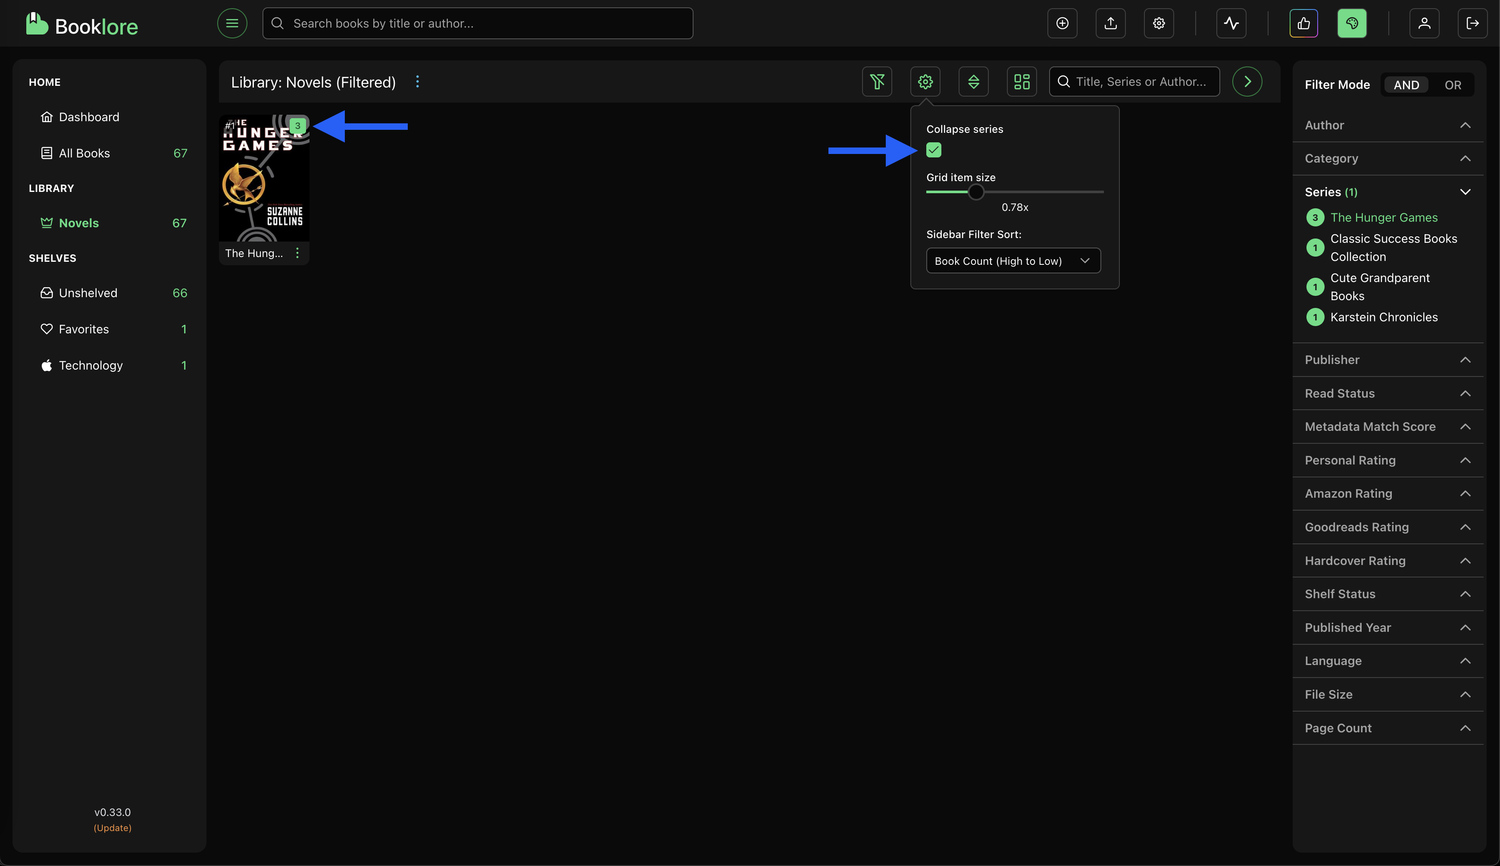 Booklore
Search books by title or author...
HOME
Dashboard
All Books 67
LIBRARY
Novels 67
SHELVES
Unshelved 66
Favorites 1
Technology 1
v0.33.0
(Update)
Library: Novels (Filtered)
Title, Series or Author...
#1
3
THE
HUNGER
GAMES
SUZANNE
COLLINS
The Hung...
Collapse series
Grid item size
0.78x
Sidebar Filter Sort:
Book Count (High to Low)
Filter Mode AND OR
Author
Category
Series (1)
3 The Hunger Games
1 Classic Success Books
Collection
1 Cute Grandparent
Books
1 Karstein Chronicles
Publisher
Read Status
Metadata Match Score
Personal Rating
Amazon Rating
Goodreads Rating
Hardcover Rating
Shelf Status
Published Year
Language
File Size
Page Count